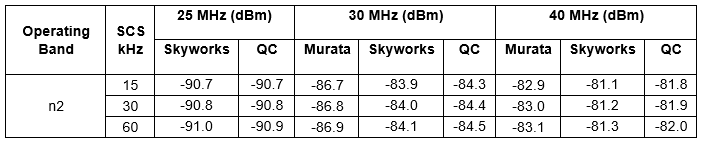 Operating Band SCS kHz 25 MHz (dBm) 30 MHz (dBm) 40 MHz (dBm)
Skyworks QC Murata Skyworks QC Murata Skyworks QC
n2 15 -90.7 -90.7 -86.7 -83.9 -84.3 -82.9 -81.1 -81.8
30 -90.8 -90.8 -86.8 -84.0 -84.4 -83.0 -81.2 -81.9
60 -91.0 -90.9 -86.9 -84.1 -84.5 -83.1 -81.3 -82.0